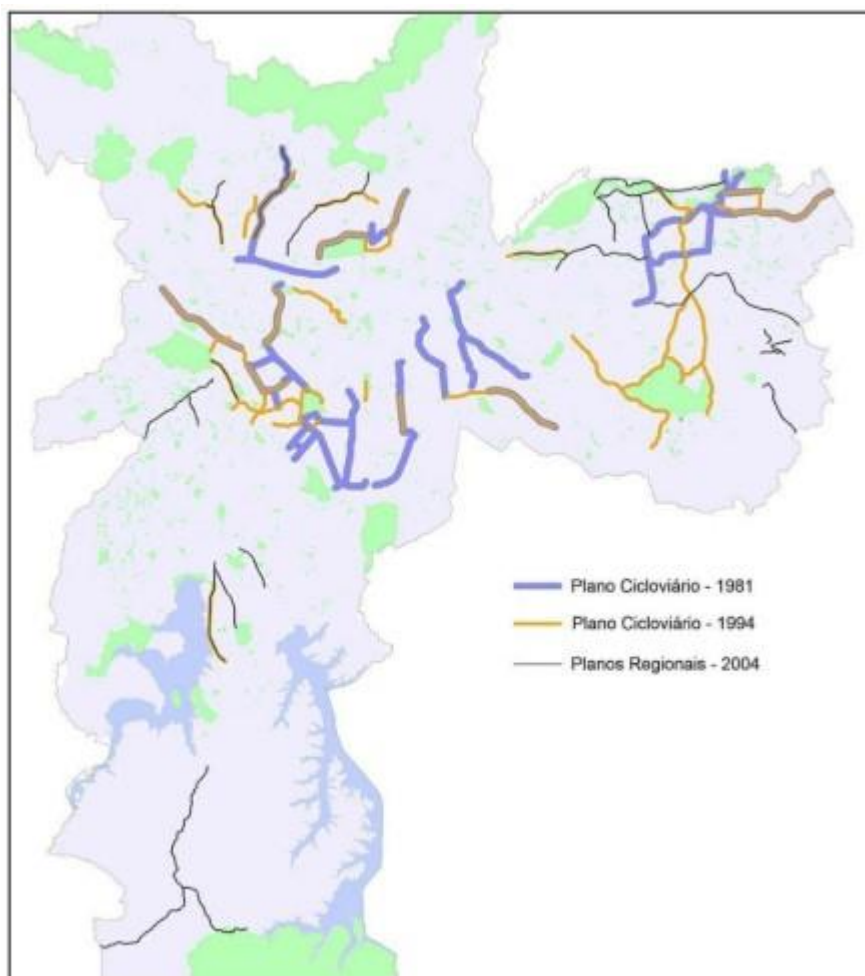 Plano Cicloviário - 1981
Plano Cicloviário - 1994
Planos Regionais - 2004